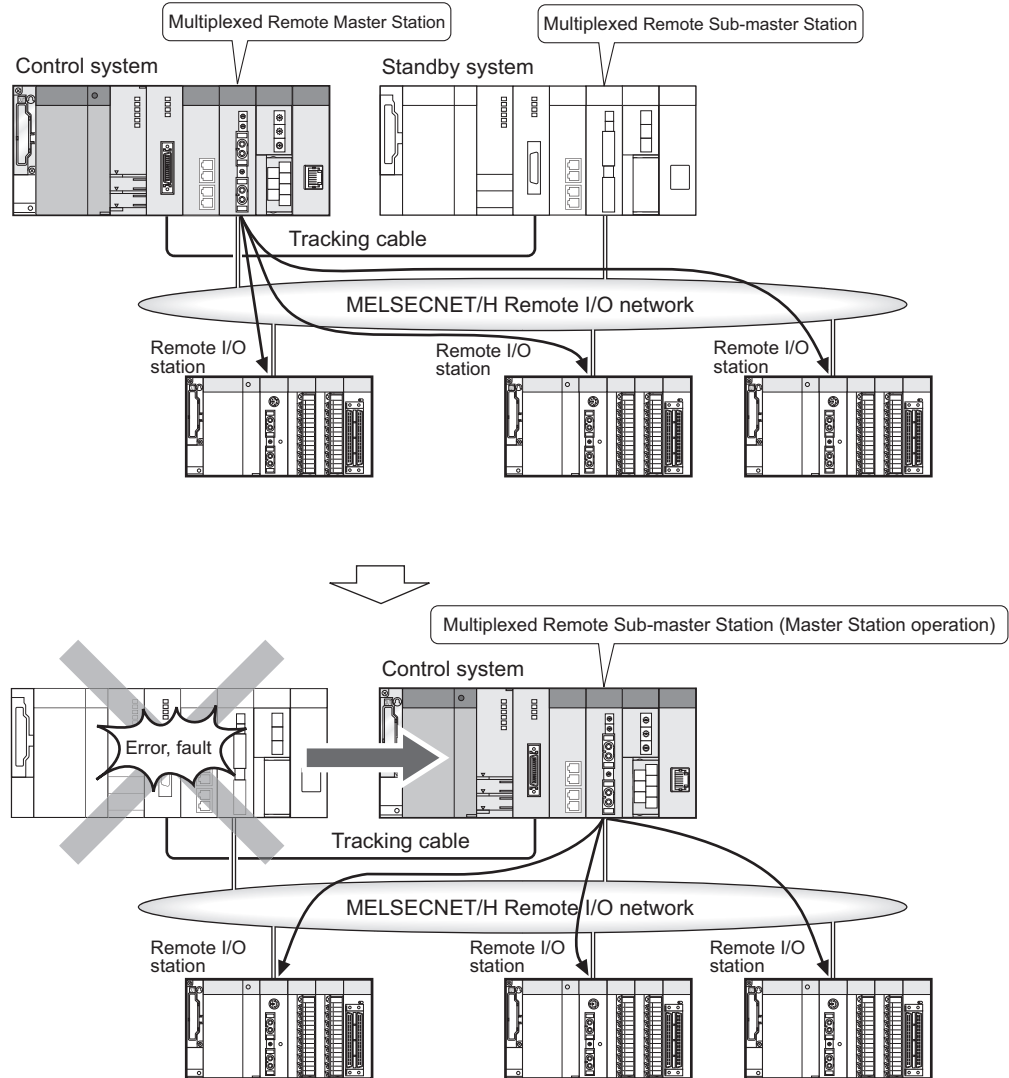 Multiplexed Remote Master Station
Multiplexed Remote Sub-master Station
Control system
Standby system
Tracking cable
MELSECNET/H Remote I/O network
Remote I/O
station
Remote I/O
station
Remote I/O
station
Multiplexed Remote Sub-master Station (Master Station operation)
Control system
Error, fault
Tracking cable
MELSECNET/H Remote I/O network
Remote I/O
station
Remote I/O
station
Remote I/O
station